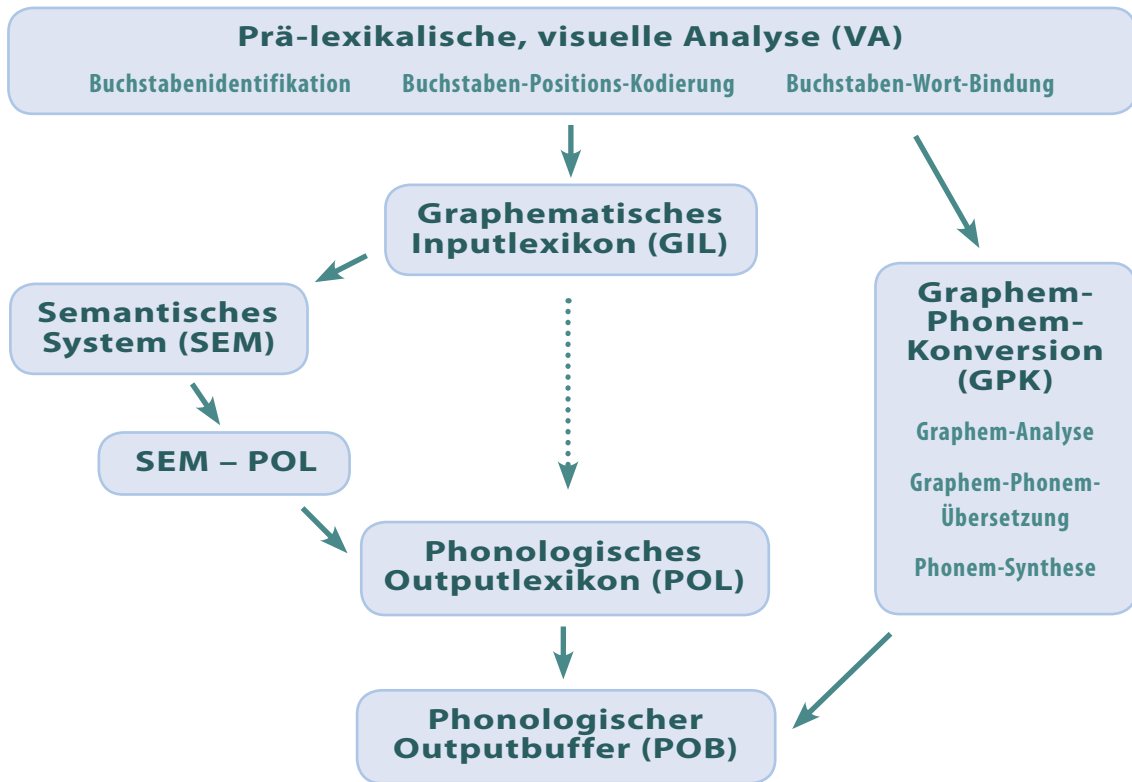 Prä-lexikalische, visuelle Analyse (VA)
Buchstabenidentifikation Buchstaben-Positions-Kodierung Buchstaben-Wort-Bindung
Graphematisches
Inputlexikon (GIL)
Semantisches
System (SEM)
SEM – POL
Phonologisches
Outputlexikon (POL)
Graphem-
Phonem-
Konversion
(GPK)
Graphem-Analyse
Graphem-Phonem-
Übersetzung
Phonem-Synthese
Phonologischer
Outputbuffer (POB)